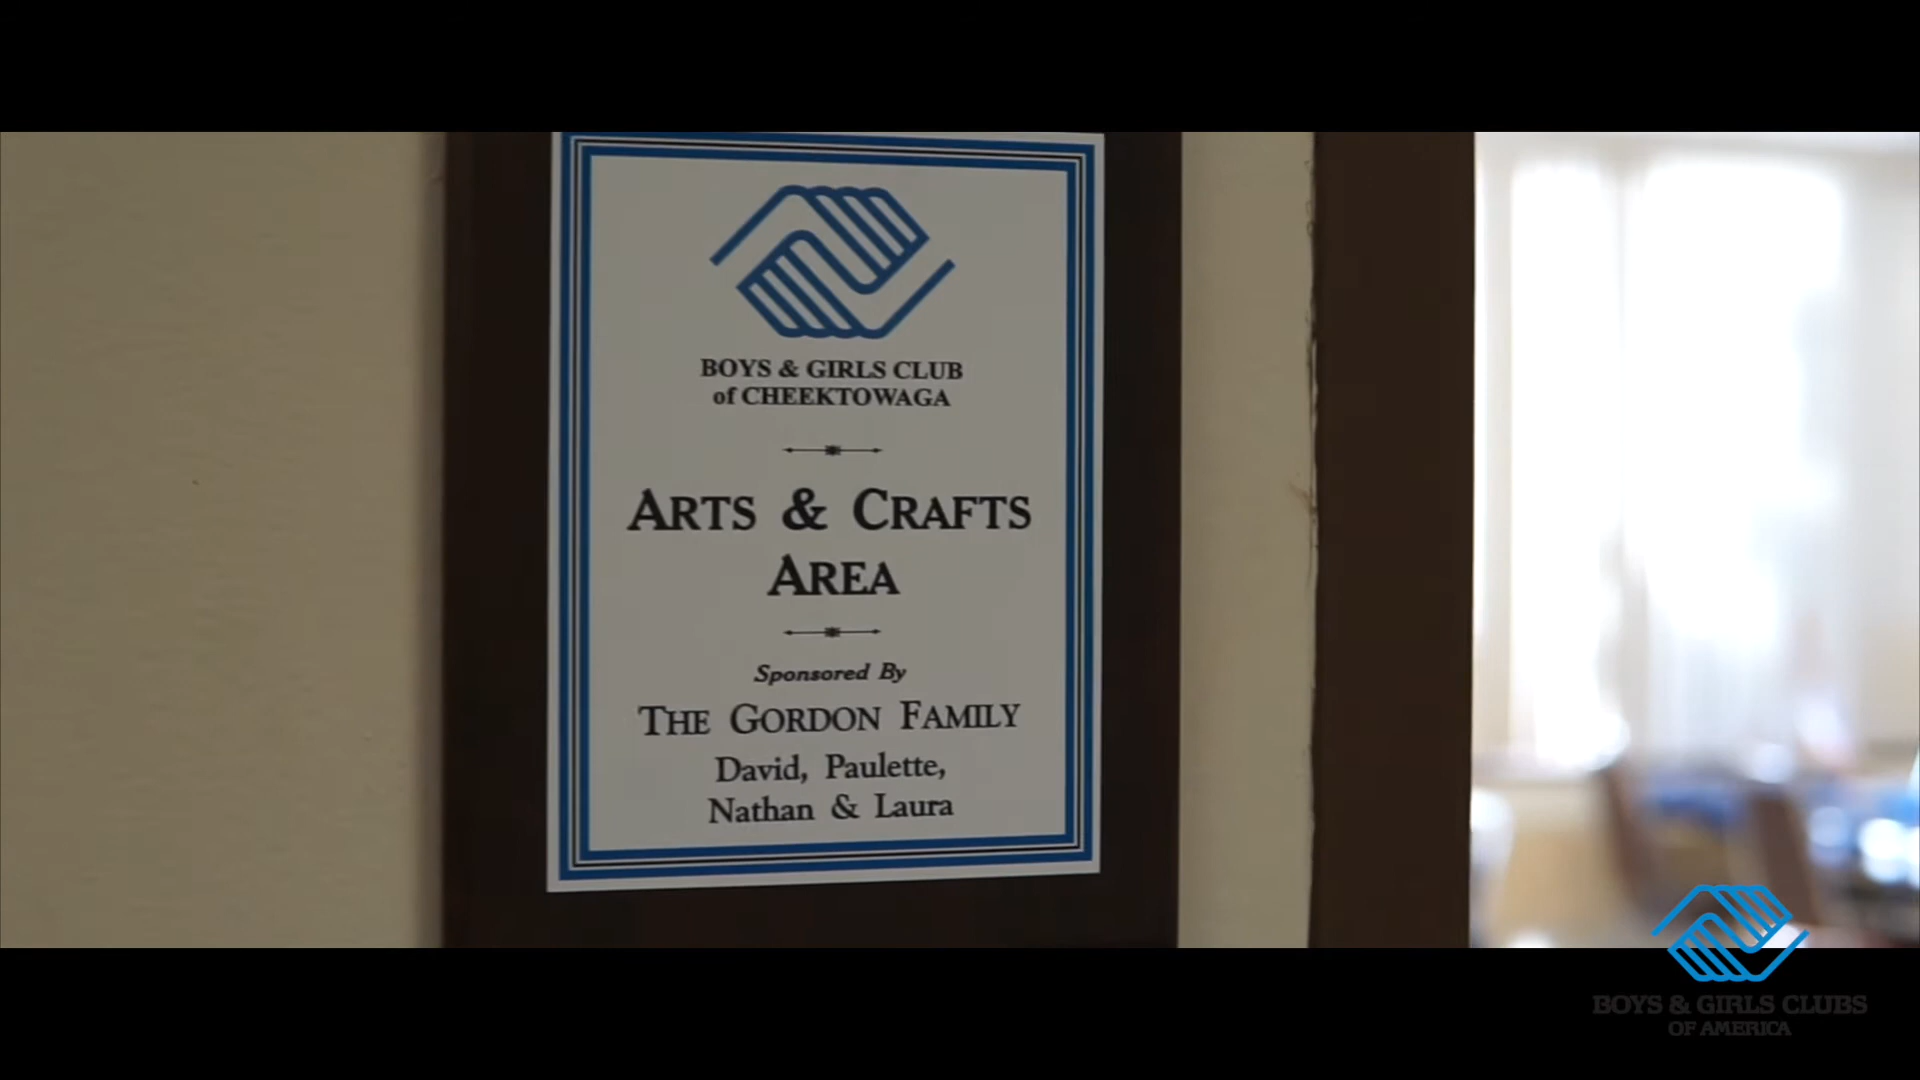 BOYS & GIRLS CLUB
of CHEEKTOWAGA
ARTS & CRAFTS
AREA
Sponsored By
THE GORDON FAMILY
David, Paulette,
Nathan & Laura
BOYS & GIRLS CLUBS
OF AMERICA